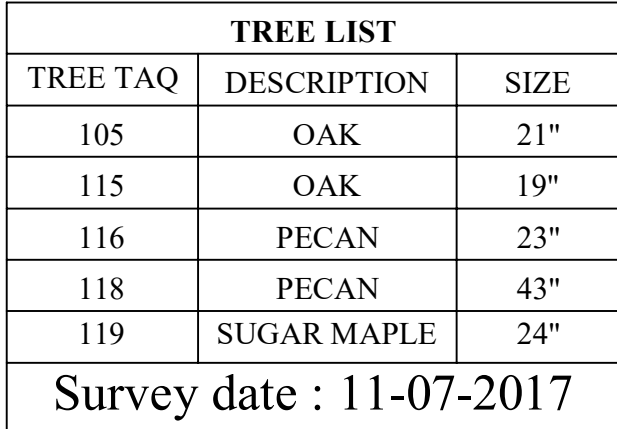 TREE LIST
TREE TAQ DESCRIPTION SIZE
105 OAK 21"
115 OAK 19"
116 PECAN 23"
118 PECAN 43"
119 SUGAR MAPLE 24"
Survey date : 11-07-2017